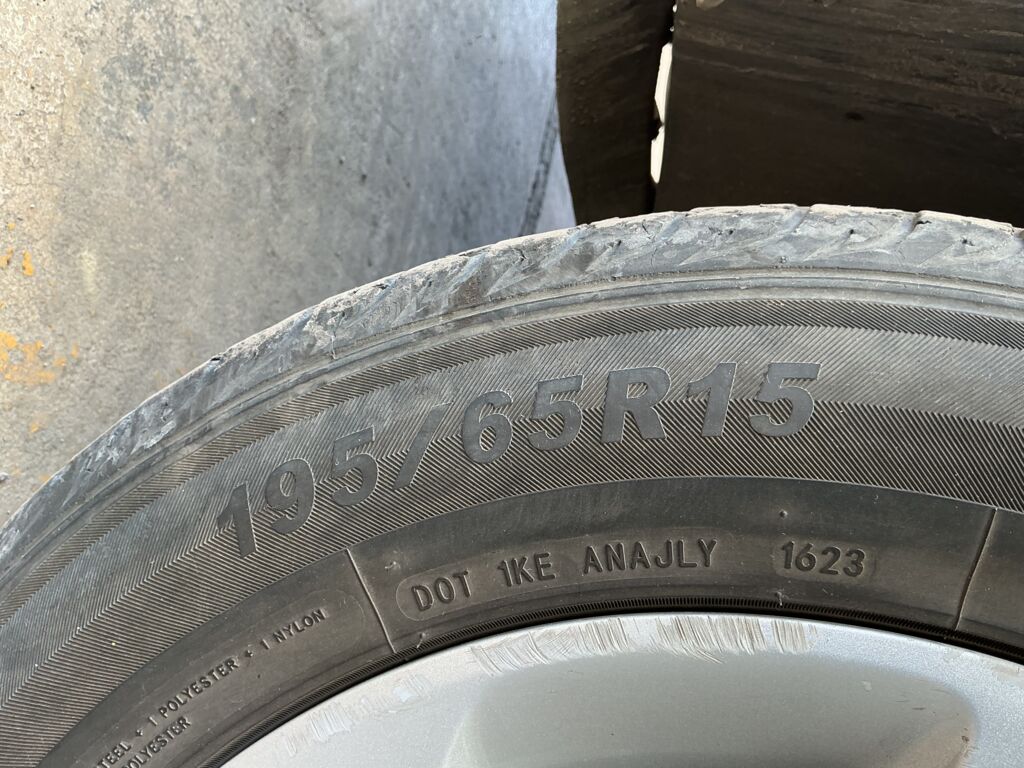 195/65R15
DOT 1KE ANAJLY 1623
STEEL + 1 POLYESTER + 1 NYLON
POLYESTER